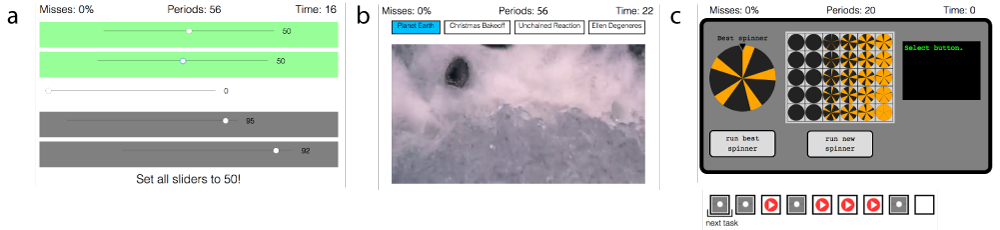 a
Misses: 0% Periods: 56 Time: 16
50
50
0
95
92
Set all sliders to 50!
b
Misses: 0% Periods: 56 Time: 22
Planet Earth Christmas Bakeoff Unchained Reaction Ellen Degeneres
c
Misses: 0% Periods: 20 Time: 0
Best spinner
Select button.
run best
spinner
run new
spinner
next task